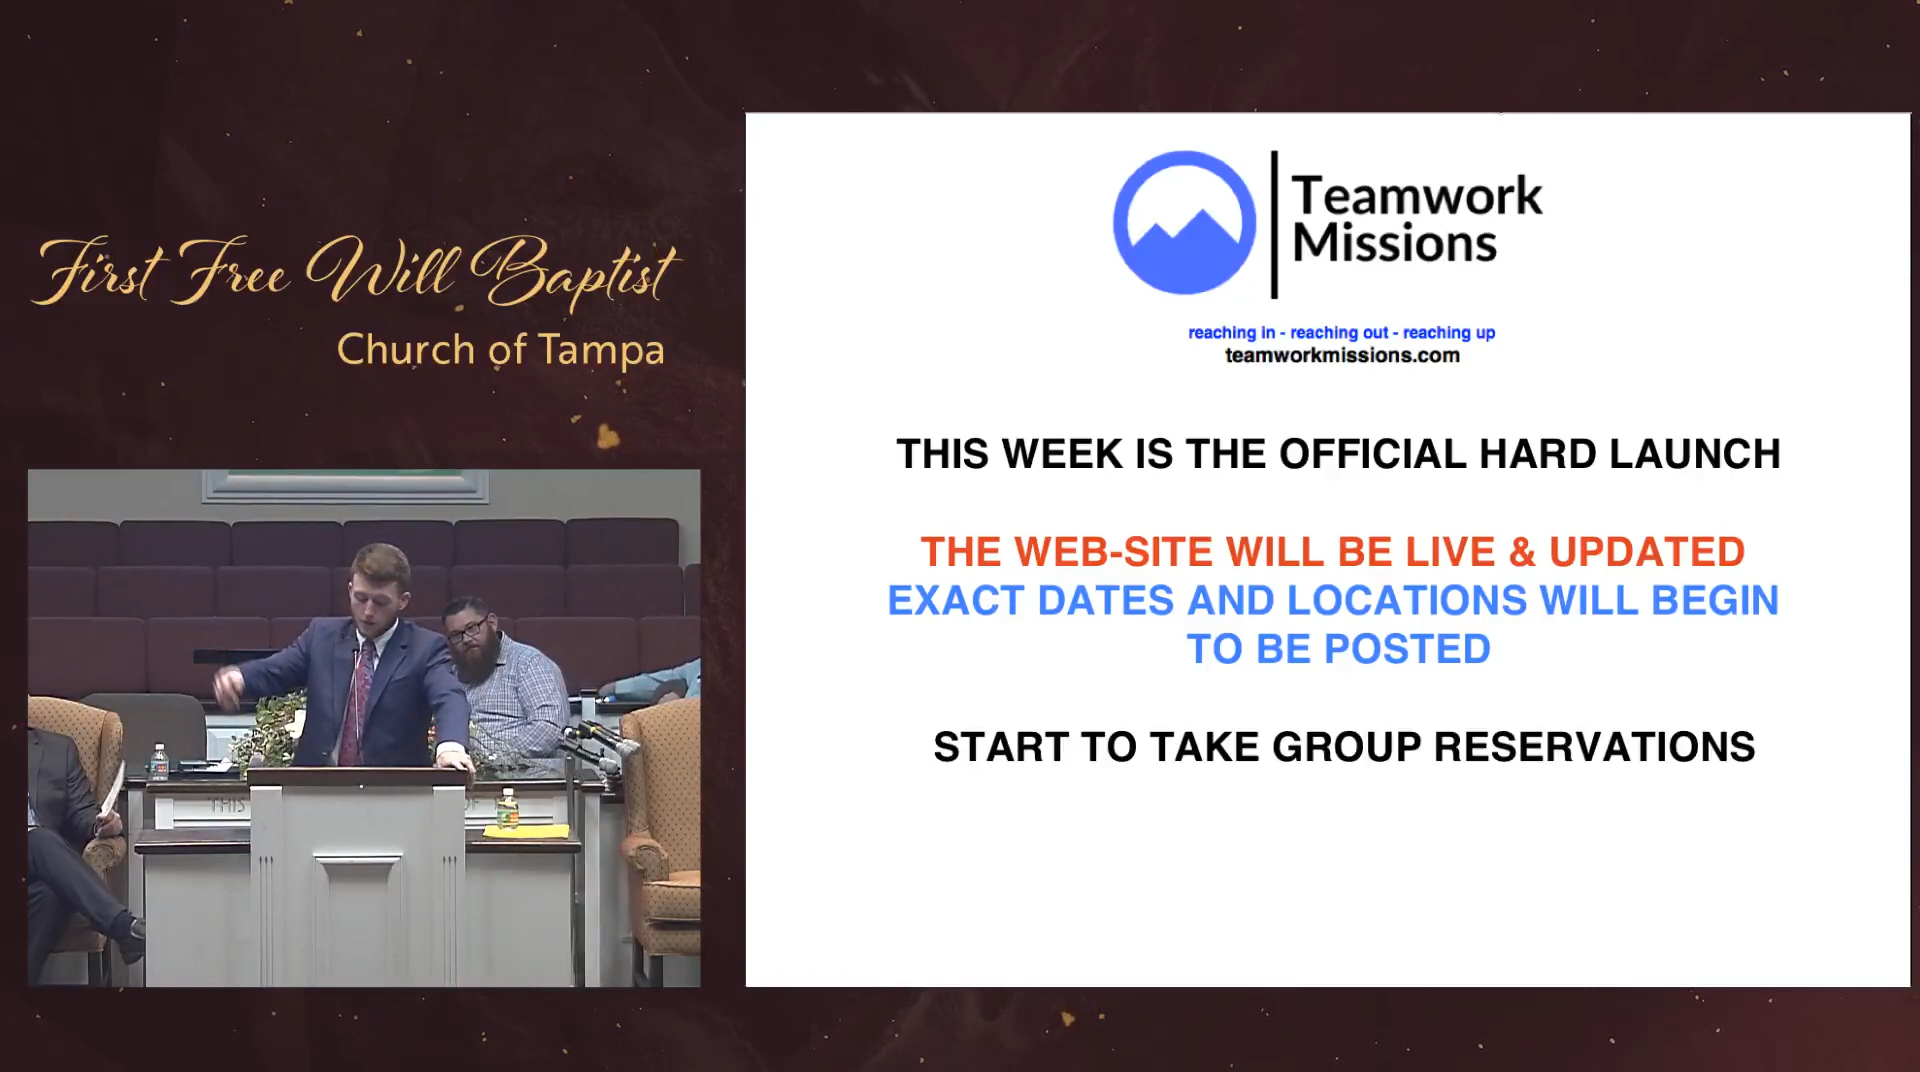 First Free Will Baptist
Church of Tampa
Teamwork
Missions
reaching in - reaching out - reaching up
teamworkmissions.com
THIS WEEK IS THE OFFICIAL HARD LAUNCH
THE WEB-SITE WILL BE LIVE & UPDATED
EXACT DATES AND LOCATIONS WILL BEGIN
TO BE POSTED
START TO TAKE GROUP RESERVATIONS
THIS OF